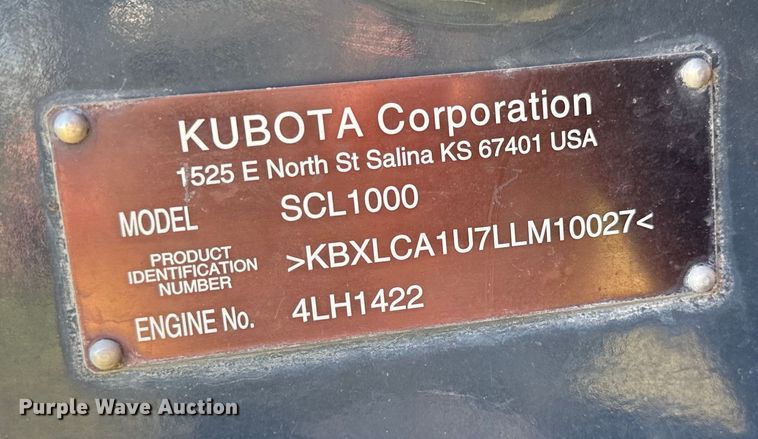 KUBOTA Corporation
1525 E North St Salina KS 67401 USA
MODEL SCL1000
PRODUCT
IDENTIFICATION
NUMBER >KBXLCA1U7LLM10027<
ENGINE No. 4LH1422
Purple Wave Auction